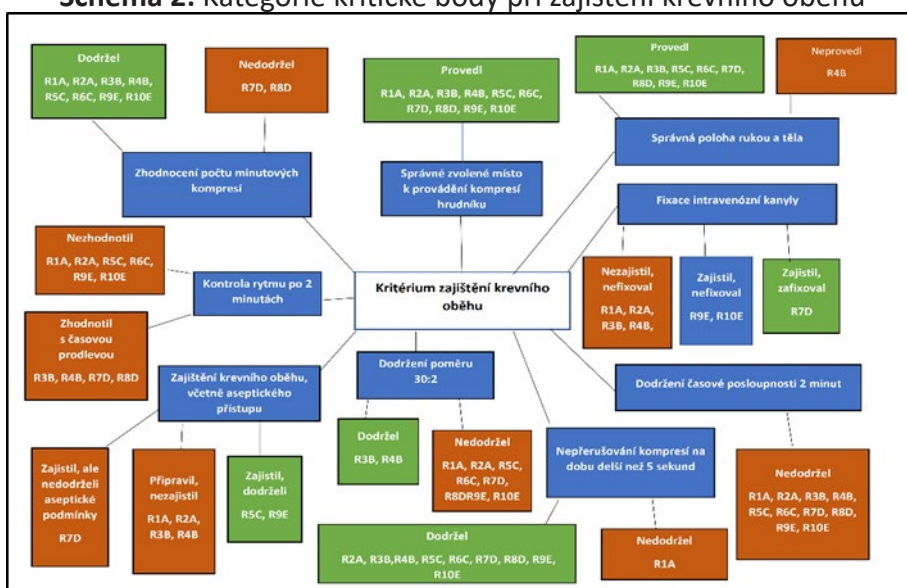 Schéma 2: Kategorie kritické body při zajištění krevního oběhu
Dodržel
R1A, R2A, R3B, R4B,
R5C, R6C, R9E, R10E
Nedodržel
R7D, R8D
Zhodnocení počtu minutových
kompresí
Provedl
R1A, R2A, R3B, R4B, R5C, R6C,
R7D, R8D, R9E, R10E
Správné zvolené místo
k provádění kompresí
hrudníku
Provedl
R1A, R2A, R3B, R5C, R6C, R7D,
R8D, R9E, R10E
Neprovedl
R4B
Správná poloha rukou a těla
Fixace intravenózní kanyly
Nezajistil,
nefixoval
R1A, R2A,
R3B, R4B,
Zajistil,
nefixoval
R9E, R10E
Zajistil,
zafixoval
R7D
Nezhodnotil
R1A, R2A, R5C, R6C,
R9E, R10E
Kontrola rytmu po 2
minutách
Zhodnotil
s časovou
prodlevou
R3B, R4B, R7D, R8D
Kritérium zajištění krevního
oběhu
Zajištění krevního oběhu,
včetně aseptického
přístupu
Zajistil, ale
nedodrželi
aseptické
podmínky
R7D
Připravil,
nezajistil
R1A, R2A,
R3B, R4B
Zajistil,
dodrželi
R5C, R9E
Dodržení poměru
30:2
Dodržel
R3B, R4B
Nedodržel
R1A, R2A, R5C,
R6C, R7D,
R8DR9E, R10E
Nepřerušování kompresí na
dobu delší než 5 sekund
Dodržel
R2A, R3B,R4B, R5C, R6C, R7D, R8D, R9E,
R10E
Nedodržel
R1A
Dodržení časové posloupnosti 2 minut
Nedodržel
R1A, R2A, R3B, R4B,
R5C, R6C, R7D, R8D,
R9E, R10E